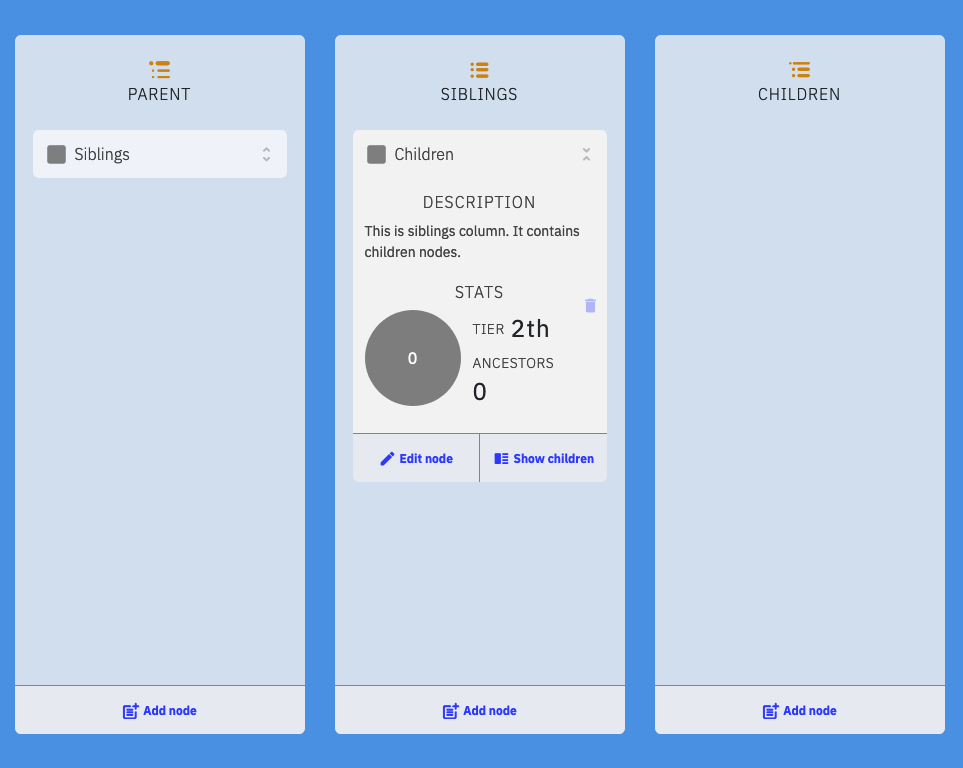 PARENT
Siblings
Add node
SIBLINGS
Children
DESCRIPTION
This is siblings column. It contains
children nodes.
STATS
0
TIER 2th
ANCESTORS
0
Edit node
Show children
Add node
CHILDREN
Add node